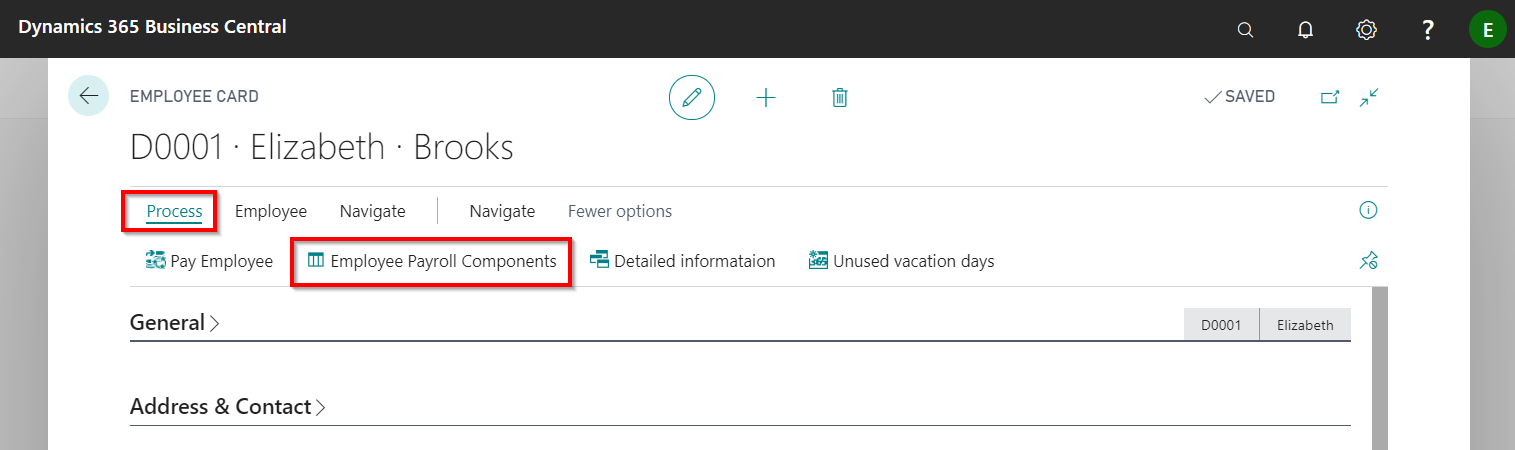 Dynamics 365 Business Central
? E
EMPLOYEE CARD
SAVED
D0001 · Elizabeth · Brooks
Process Employee Navigate Navigate Fewer options
Pay Employee Employee Payroll Components Detailed informataion Unused vacation days
General D0001 Elizabeth
Address & Contact